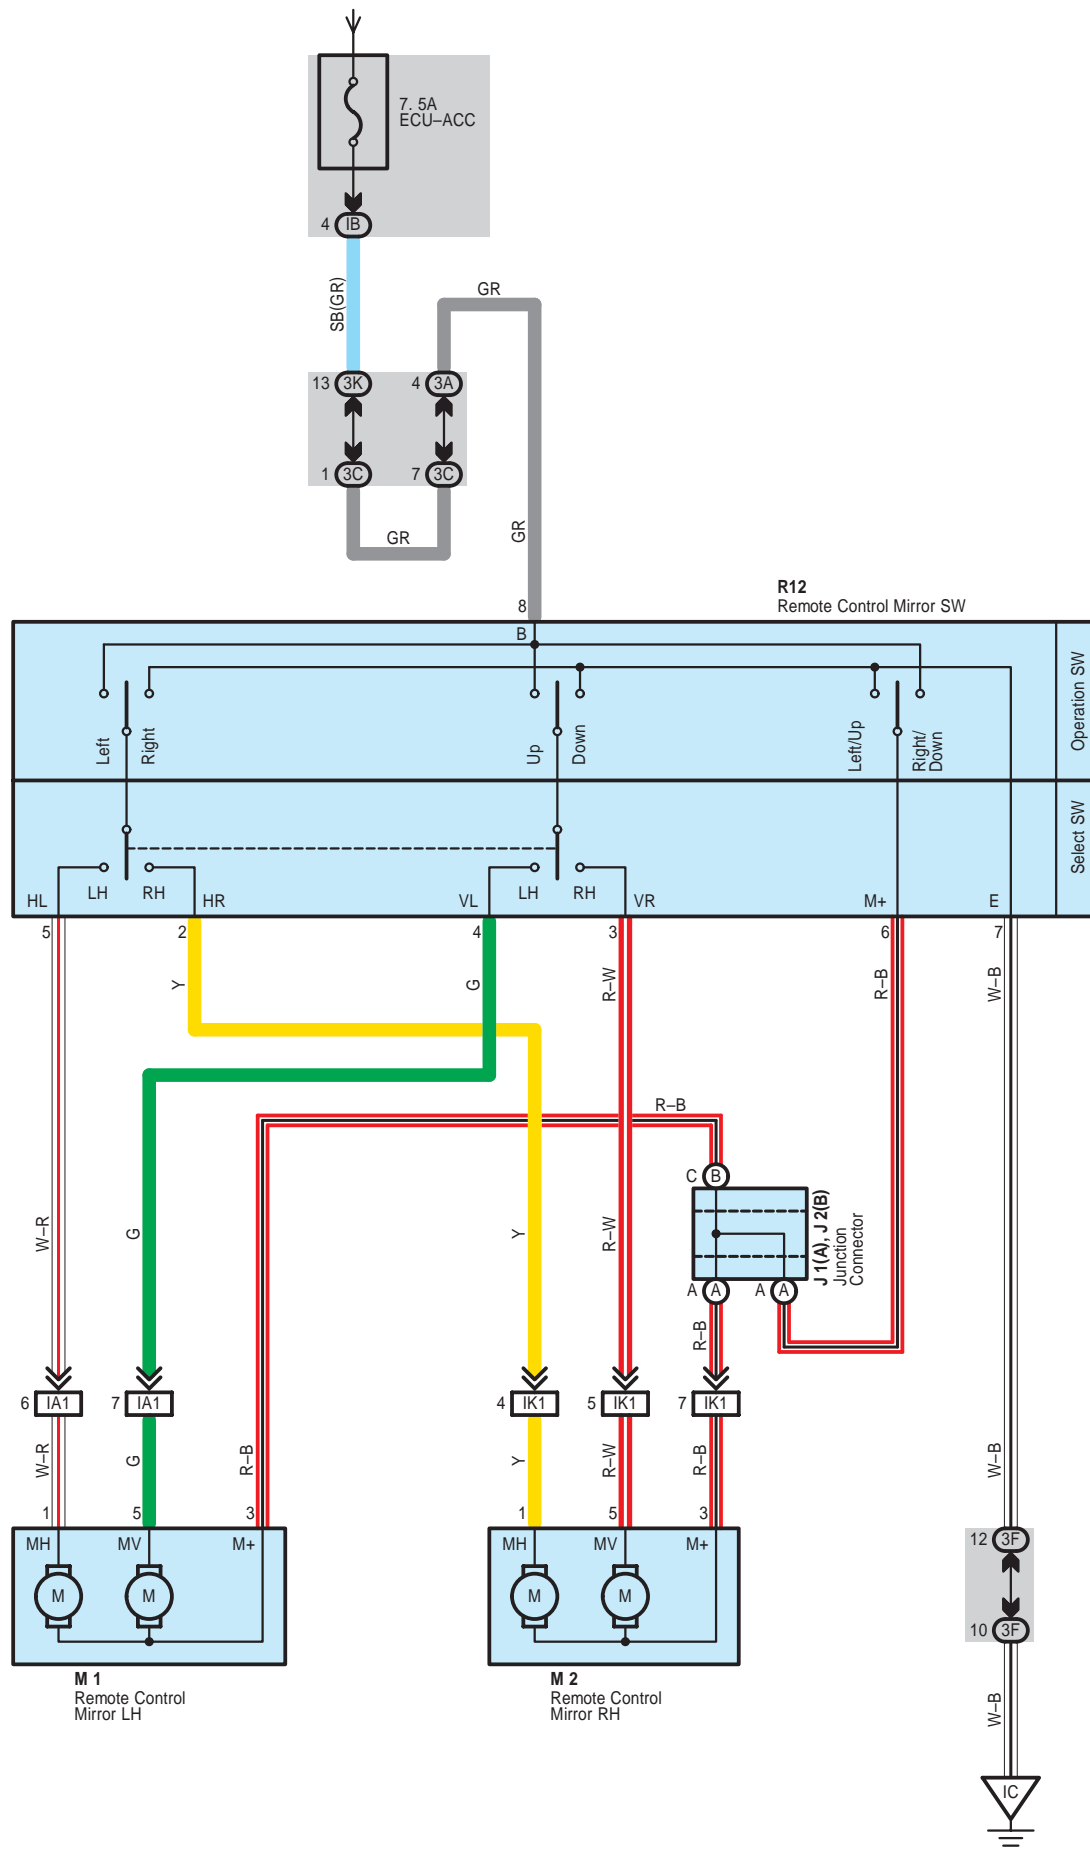 7. 5A
ECU–ACC
4 IB
SB(GR)
GR
13 3K 4 3A
1 3C 7 3C
GR
GR
R12
Remote Control Mirror SW
8
B
Operation SW
Left
Right
Up
Down
Left/Up
Right/
Down
Select SW
LH RH LH RH
HL HR VL VR M+ E
5 2 4 3 6 7
Y
G
R–W
R–B
W–B
R–B
C B
J 1(A), J 2(B)
Junction
Connector
W–R
G
Y
R–W
A A A A
R–B
6 IA1 7 IA1 4 IK1 5 IK1 7 IK1
W–R
G
R–B
Y
R–W
R–B
W–B
1 5 3 1 5 3
MH MV M+ MH MV M+
12 3F
M M M M
10 3F
M 1
Remote Control
Mirror LH
M 2
Remote Control
Mirror RH
W–B
IC